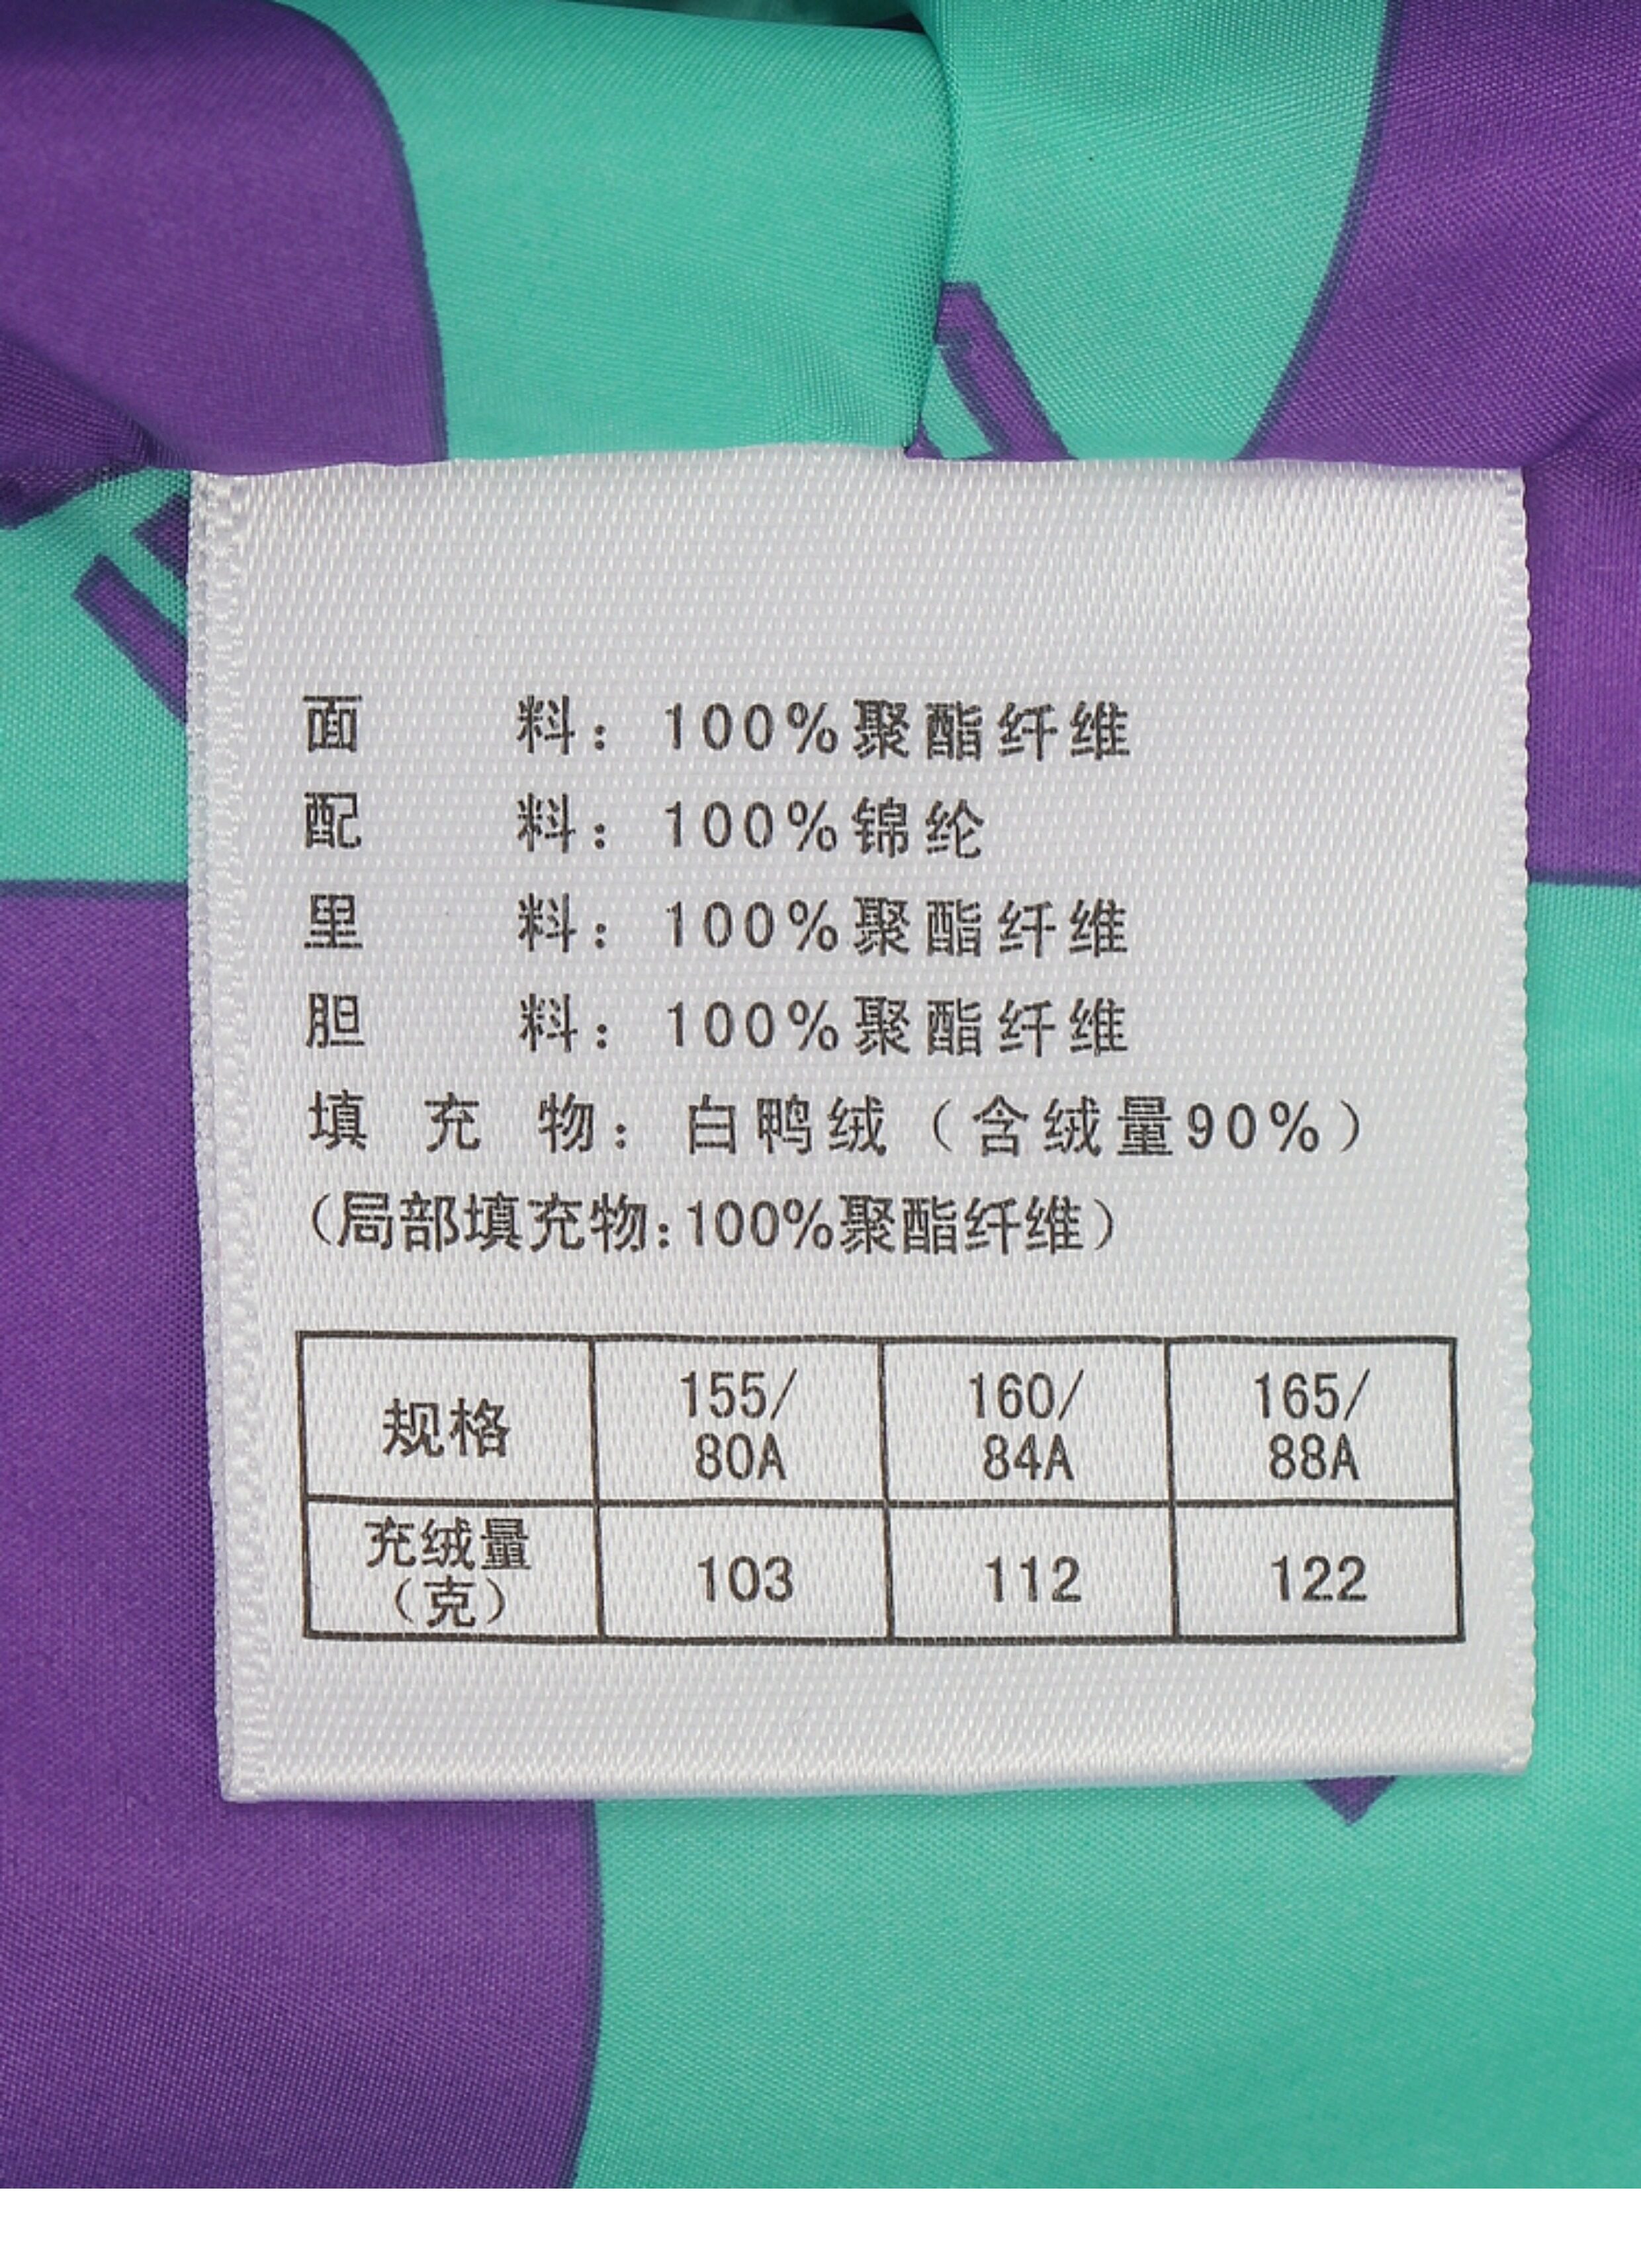 面料：100%聚酯纤维
配料：100%锦纶
里料：100%聚酯纤维
胆料：100%聚酯纤维
填充物：白鸭绒（含绒量90%）
（局部填充物：100%聚酯纤维）
规格 155/80A 160/84A 165/88A
充绒量（克） 103 112 122